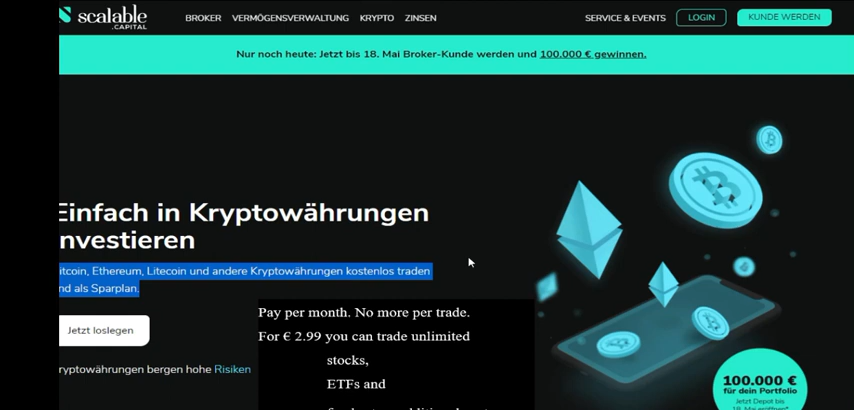 scalable
.CAPITAL
BROKER VERMÖGENSVERWALTUNG KRYPTO ZINSEN
SERVICE & EVENTS LOGIN KUNDE WERDEN
Nur noch heute: Jetzt bis 18. Mai Broker-Kunde werden und 100.000 € gewinnen.
Einfach in Kryptowährungen
nvestieren
itcoin, Ethereum, Litecoin und andere Kryptowährungen kostenlos traden
nd als Sparplan.
Jetzt loslegen
ryptowährungen bergen hohe Risiken
Pay per month. No more per trade.
For € 2.99 you can trade unlimited
stocks,
ETFs and
100.000 €
für dein Portfolio
Jetzt Depot bis